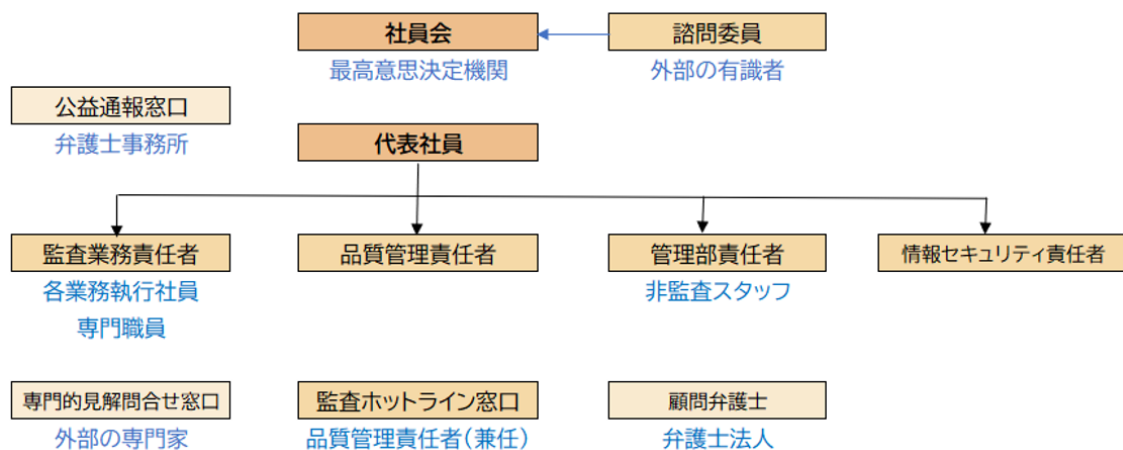 社員会
諮問委員
最高意思決定機関
外部の有識者
公益通報窓口
弁護士事務所
代表社員
監査業務責任者
品質管理責任者
管理部責任者
情報セキュリティ責任者
各業務執行社員
非監査スタッフ
専門職員
専門的見解問合せ窓口
監査ホットライン窓口
顧問弁護士
外部の専門家
品質管理責任者(兼任)
弁護士法人